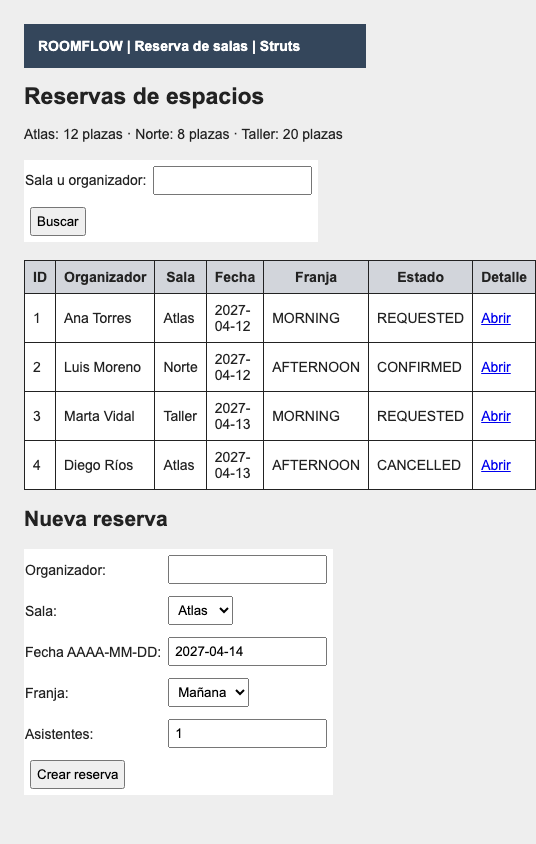 ROOMFLOW | Reserva de salas | Struts
Reservas de espacios
Atlas: 12 plazas · Norte: 8 plazas · Taller: 20 plazas
Sala u organizador:
Buscar
ID Organizador Sala Fecha Franja Estado Detalle
1 Ana Torres Atlas 2027-04-12 MORNING REQUESTED Abrir
2 Luis Moreno Norte 2027-04-12 AFTERNOON CONFIRMED Abrir
3 Marta Vidal Taller 2027-04-13 MORNING REQUESTED Abrir
4 Diego Ríos Atlas 2027-04-13 AFTERNOON CANCELLED Abrir
Nueva reserva
Organizador:
Sala: Atlas
Fecha AAAA-MM-DD: 2027-04-14
Franja: Mañana
Asistentes: 1
Crear reserva